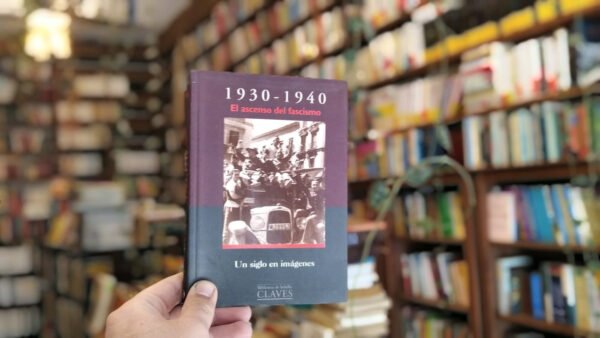 1930-1940
El ascenso del fascismo
Un siglo en imágenes
CLAVES